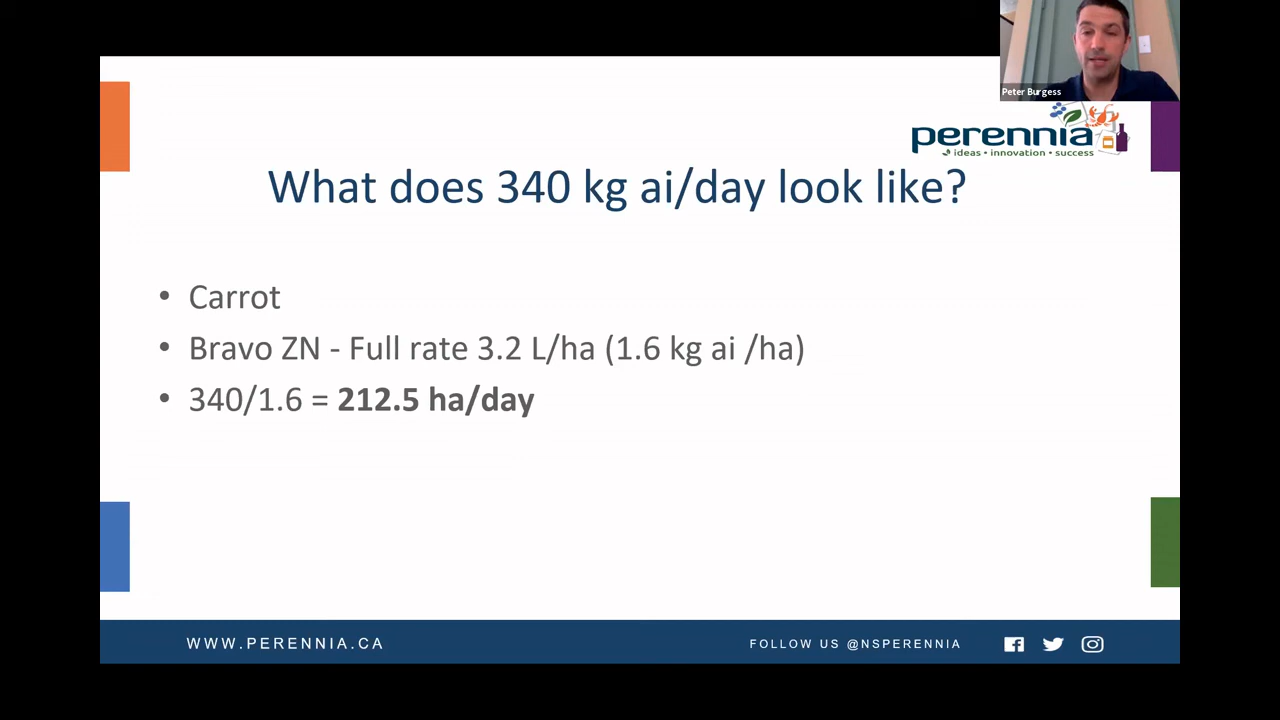 Peter Burgess
perennia
ideas • innovation • success
What does 340 kg ai/day look like?
• Carrot
• Bravo ZN - Full rate 3.2 L/ha (1.6 kg ai /ha)
• 340/1.6 = 212.5 ha/day
WWW.PERENNIA.CA
FOLLOW US @NSPERENNIA